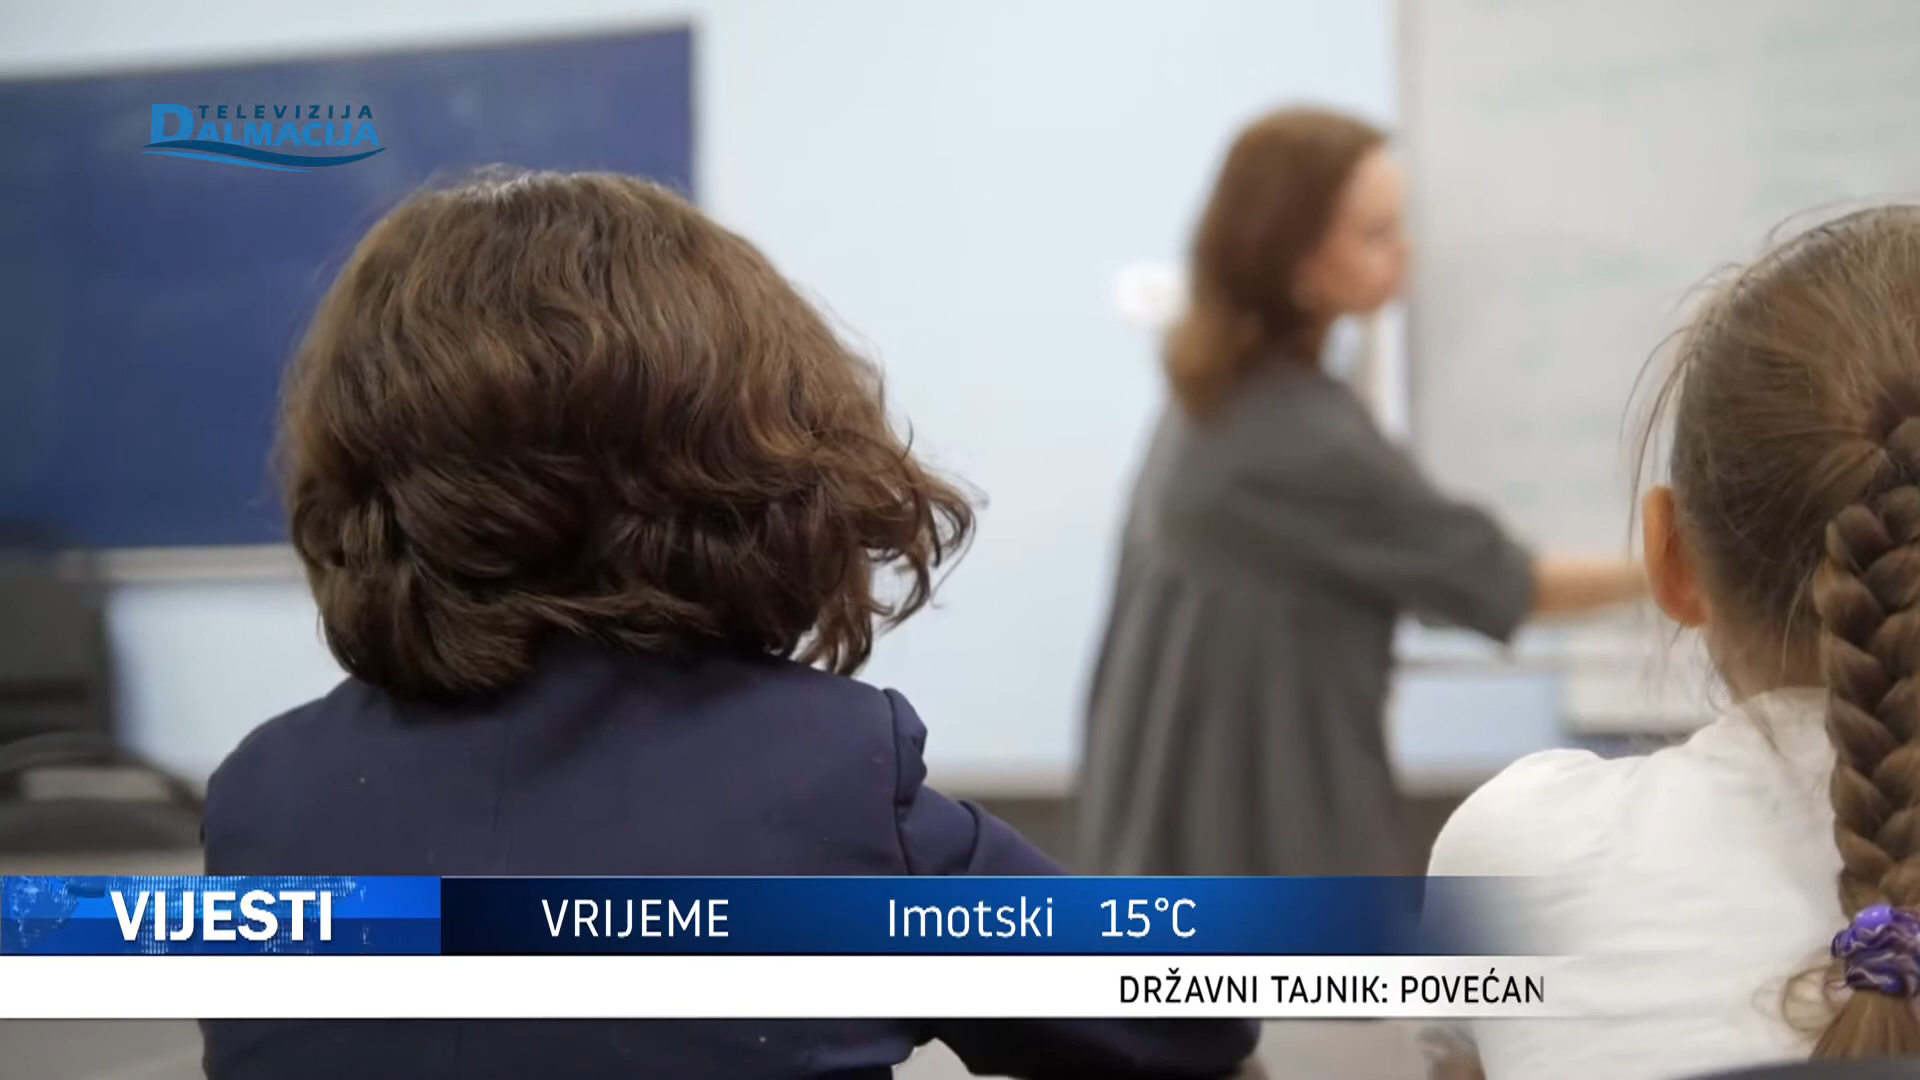 TELEVIZIJA
DALMACIJA
VIJESTI VRIJEME Imotski 15°C
DRŽAVNI TAJNIK: POVEĆAN